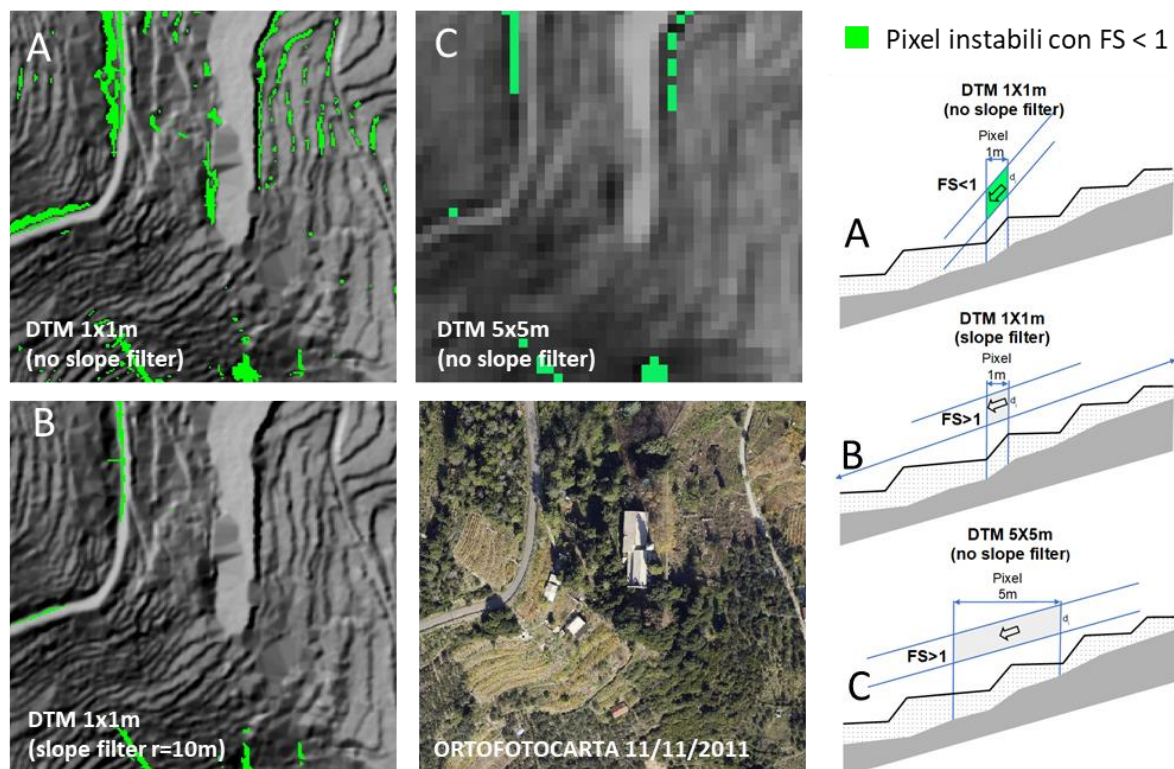 A
DTM 1x1m
(no slope filter)
C
DTM 5x5m
(no slope filter)
B
DTM 1x1m
(slope filter r=10m)
ORTOFOTOCARTA 11/11/2011
Pixel instabili con FS < 1
DTM 1X1m
(no slope filter)
Pixel
1m
FS<1
d
A
DTM 1X1m
(slope filter)
Pixel
1m
FS>1
d
B
DTM 5X5m
(no slope filter)
Pixel
5m
FS>1
d
C